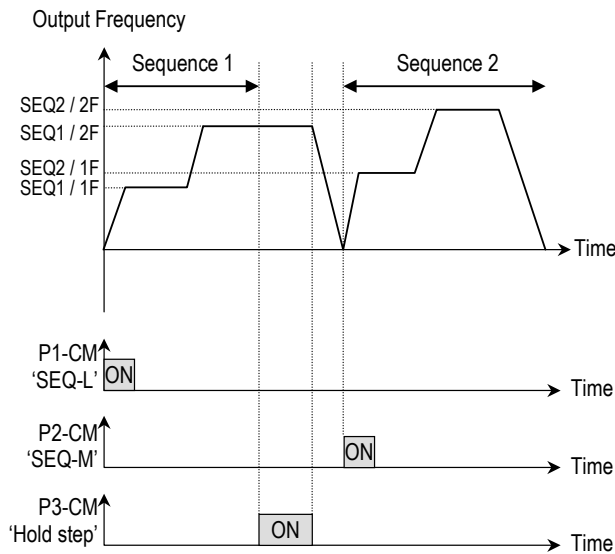 Output Frequency
Sequence 1
Sequence 2
SEQ2 / 2F
SEQ1 / 2F
SEQ2 / 1F
SEQ1 / 1F
Time
P1-CM
‘SEQ-L’
ON
Time
P2-CM
‘SEQ-M’
ON
Time
P3-CM
‘Hold step’
ON
Time